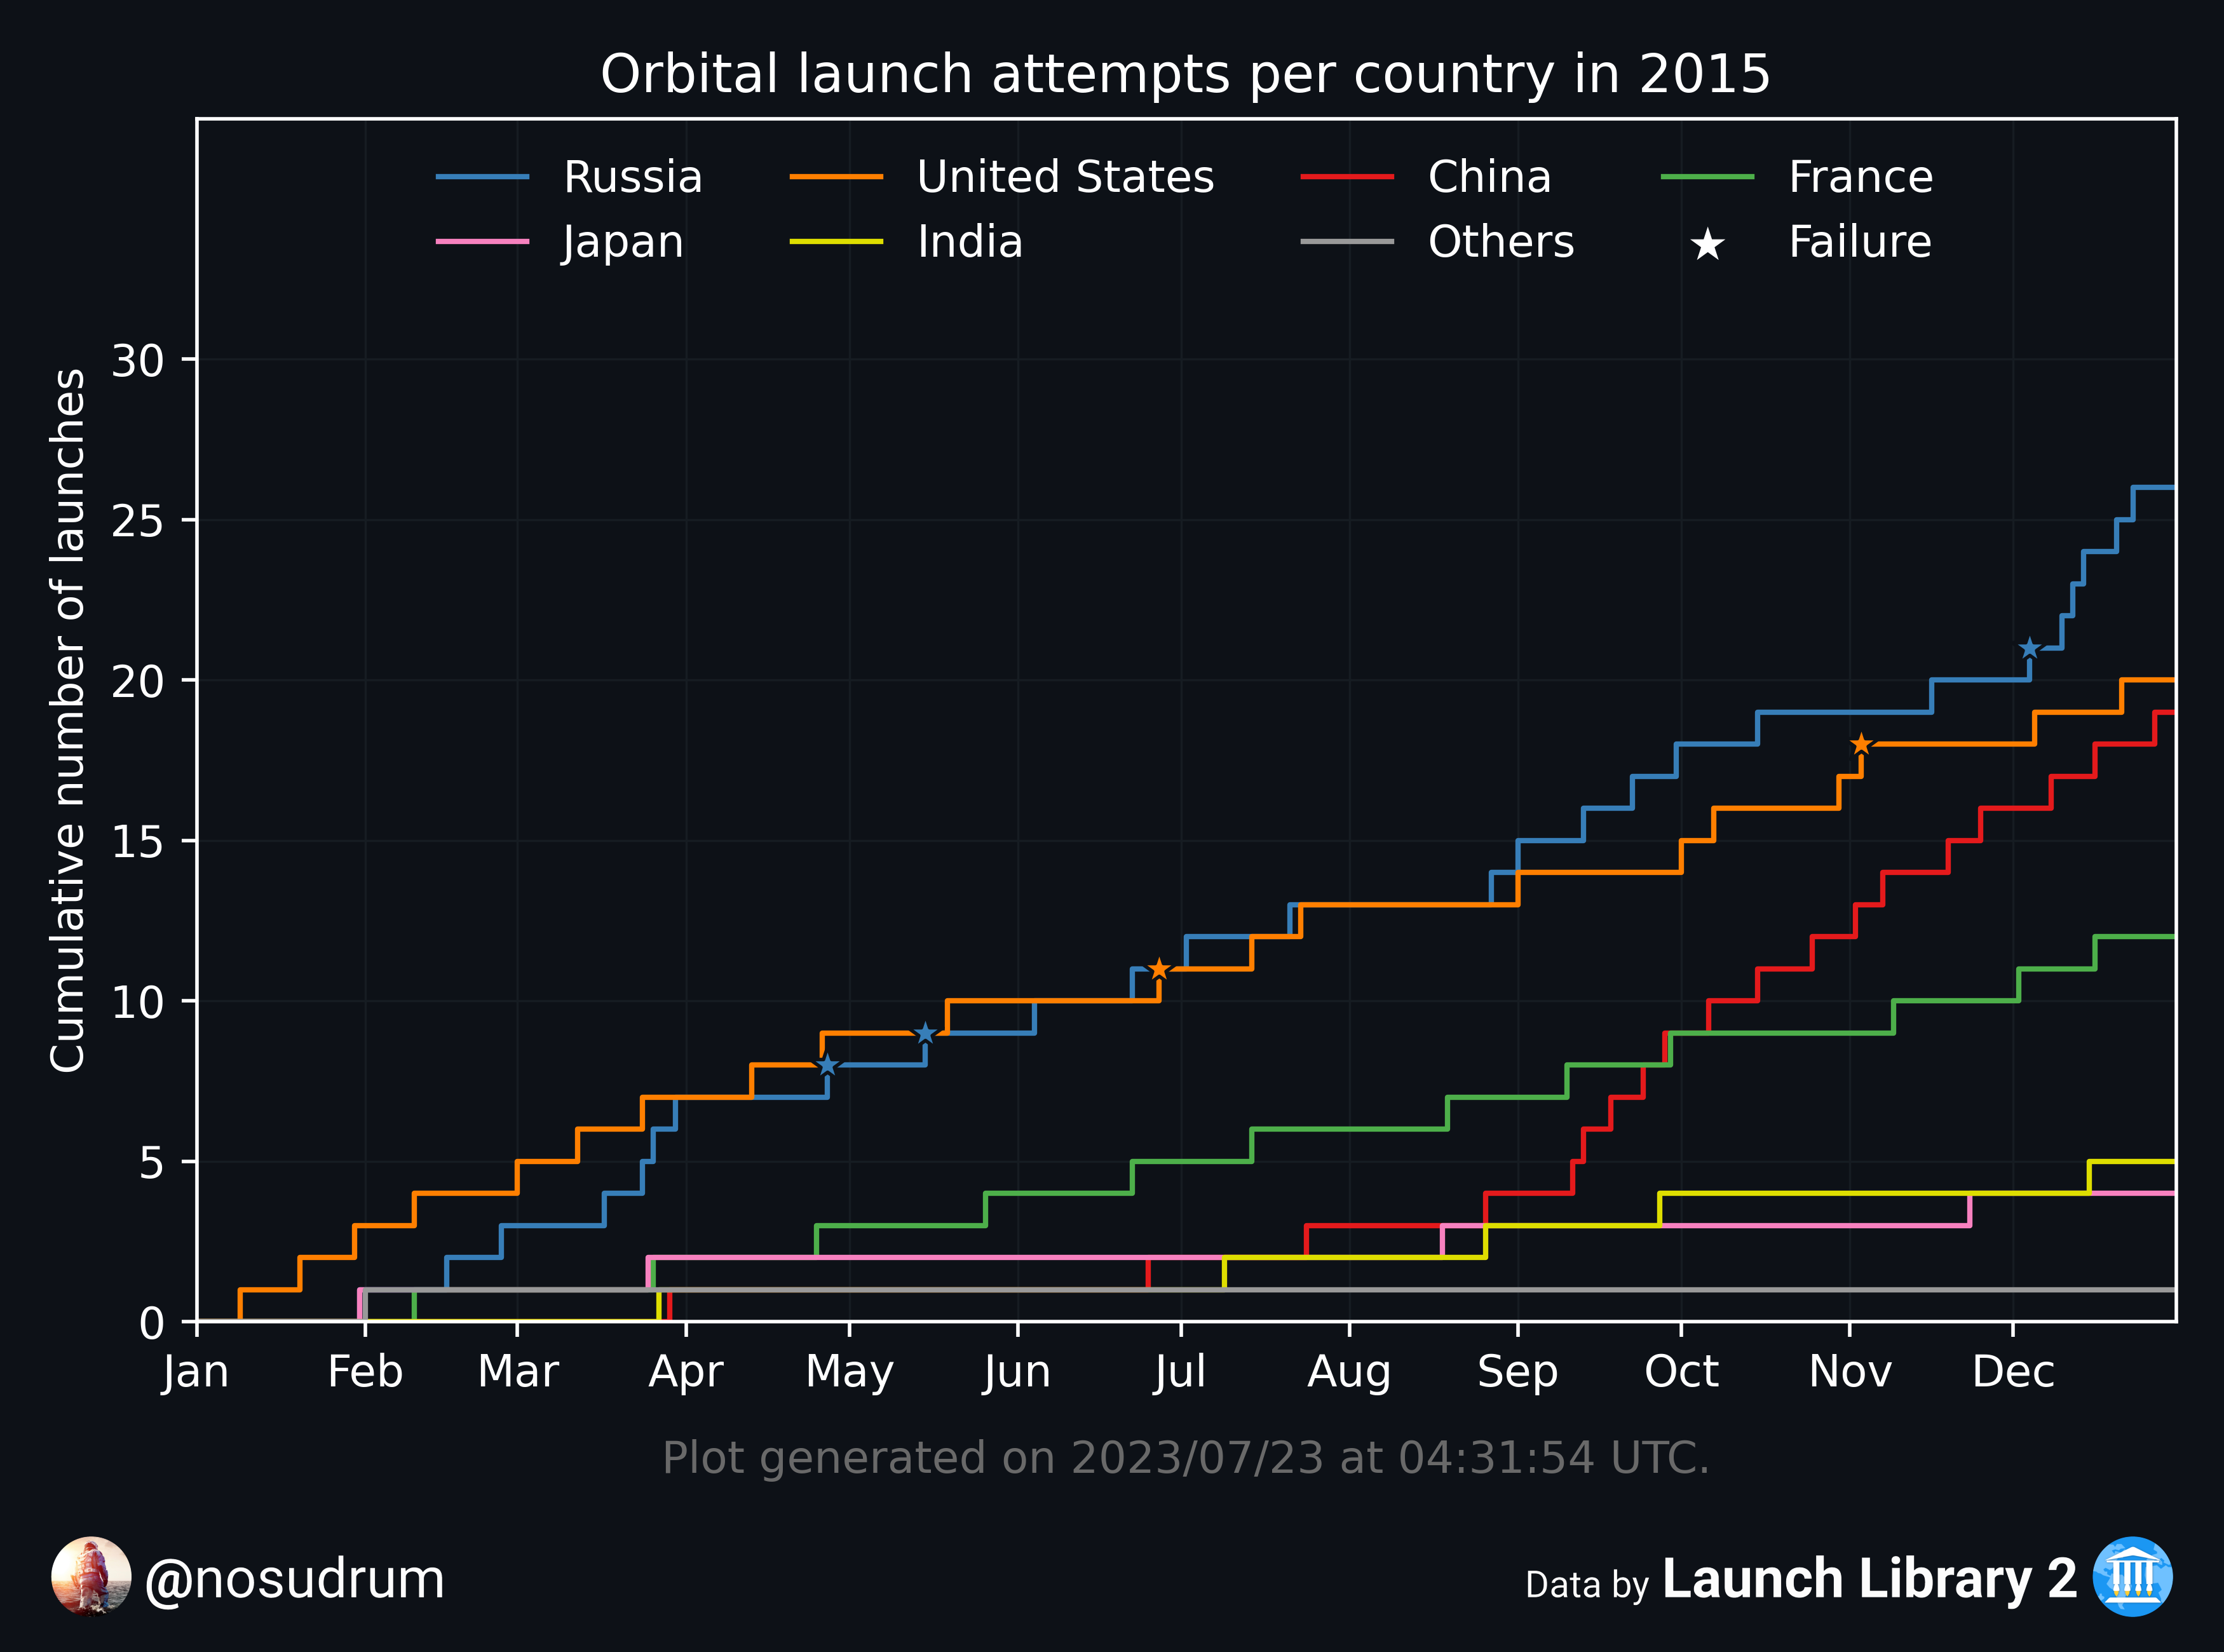 Orbital launch attempts per country in 2015
Russia United States China France
Japan India Others Failure
Cumulative number of launches
30
25
20
15
10
5
0
Jan Feb Mar Apr May Jun Jul Aug Sep Oct Nov Dec
Plot generated on 2023/07/23 at 04:31:54 UTC.
@nosudrum
Data by Launch Library 2